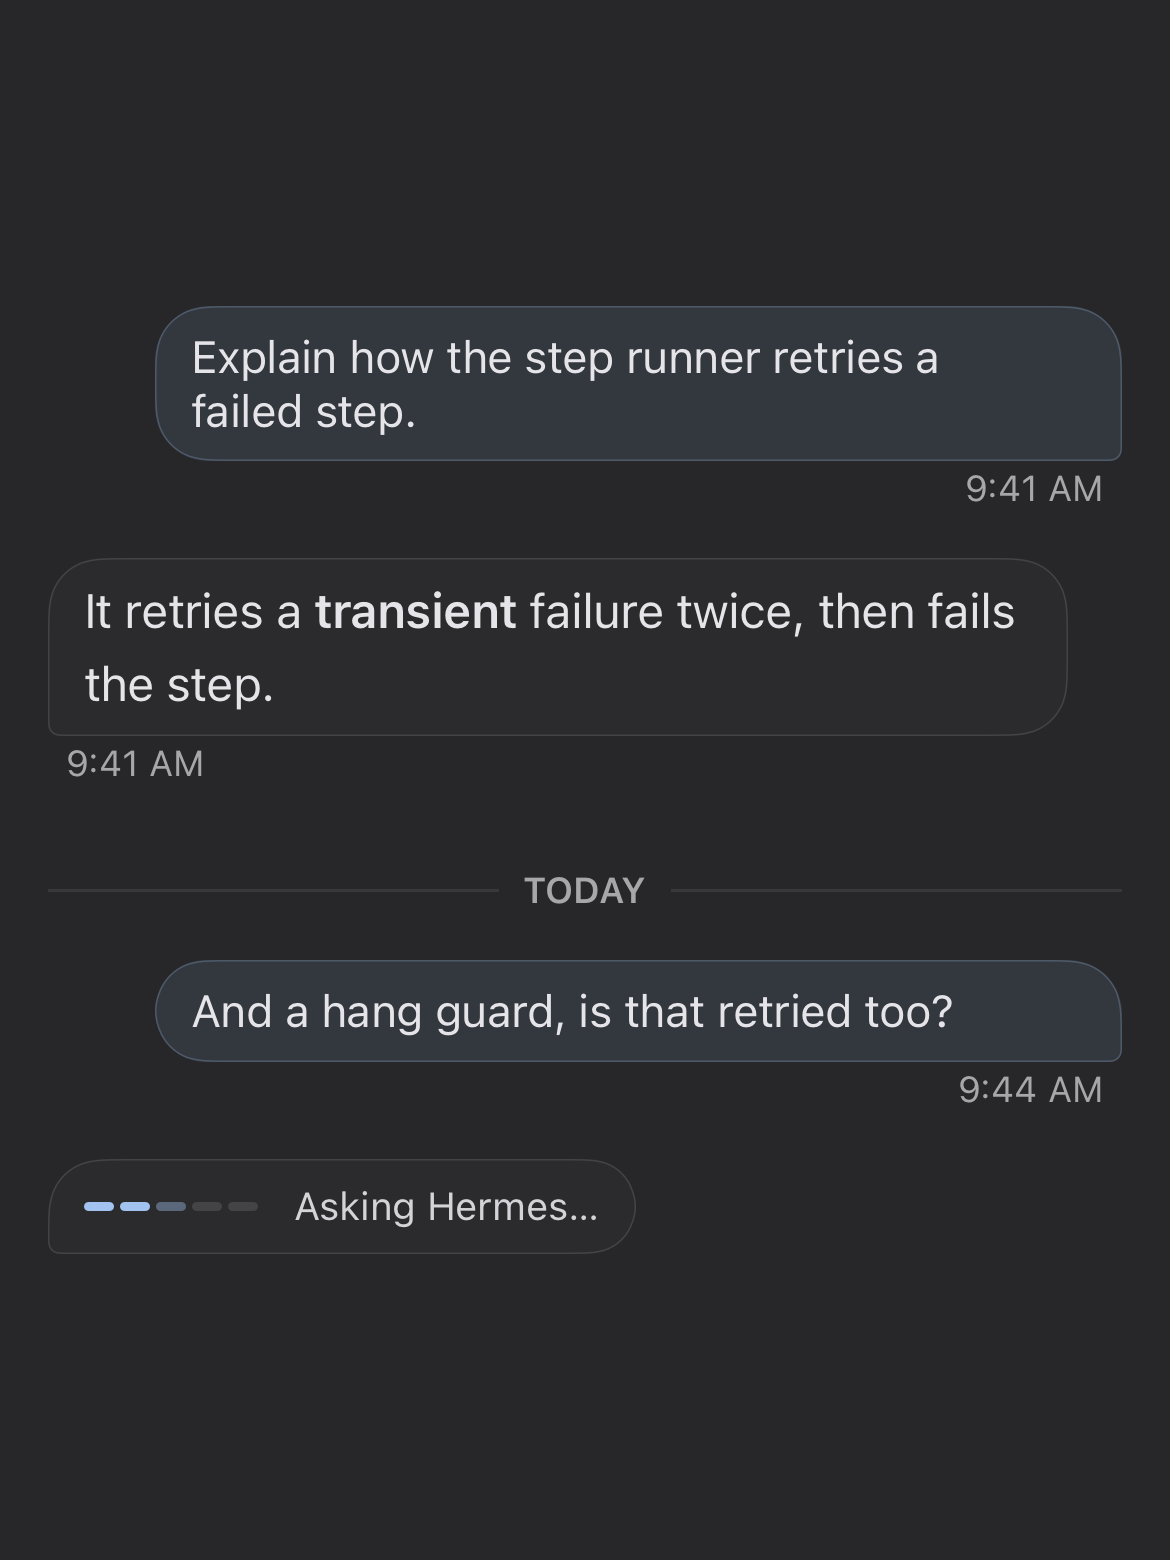 Explain how the step runner retries a
failed step.
9:41 AM
It retries a transient failure twice, then fails
the step.
9:41 AM
TODAY
And a hang guard, is that retried too?
9:44 AM
Asking Hermes...